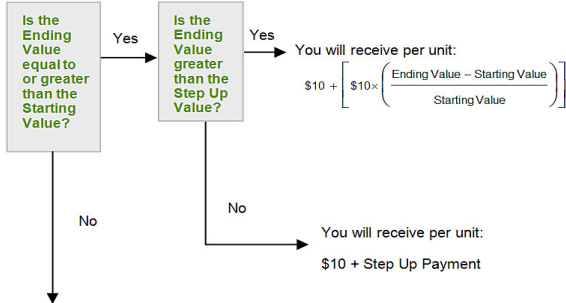 Is the
Ending
Value
equal to
or greater
than the
Starting
Value?
Yes
Is the
Ending
Value
greater
than the
Step Up
Value?
Yes
You will receive per unit:
$10 + [ $10× ( Ending Value – Starting Value
Starting Value ) ]
No
No
You will receive per unit:
$10 + Step Up Payment